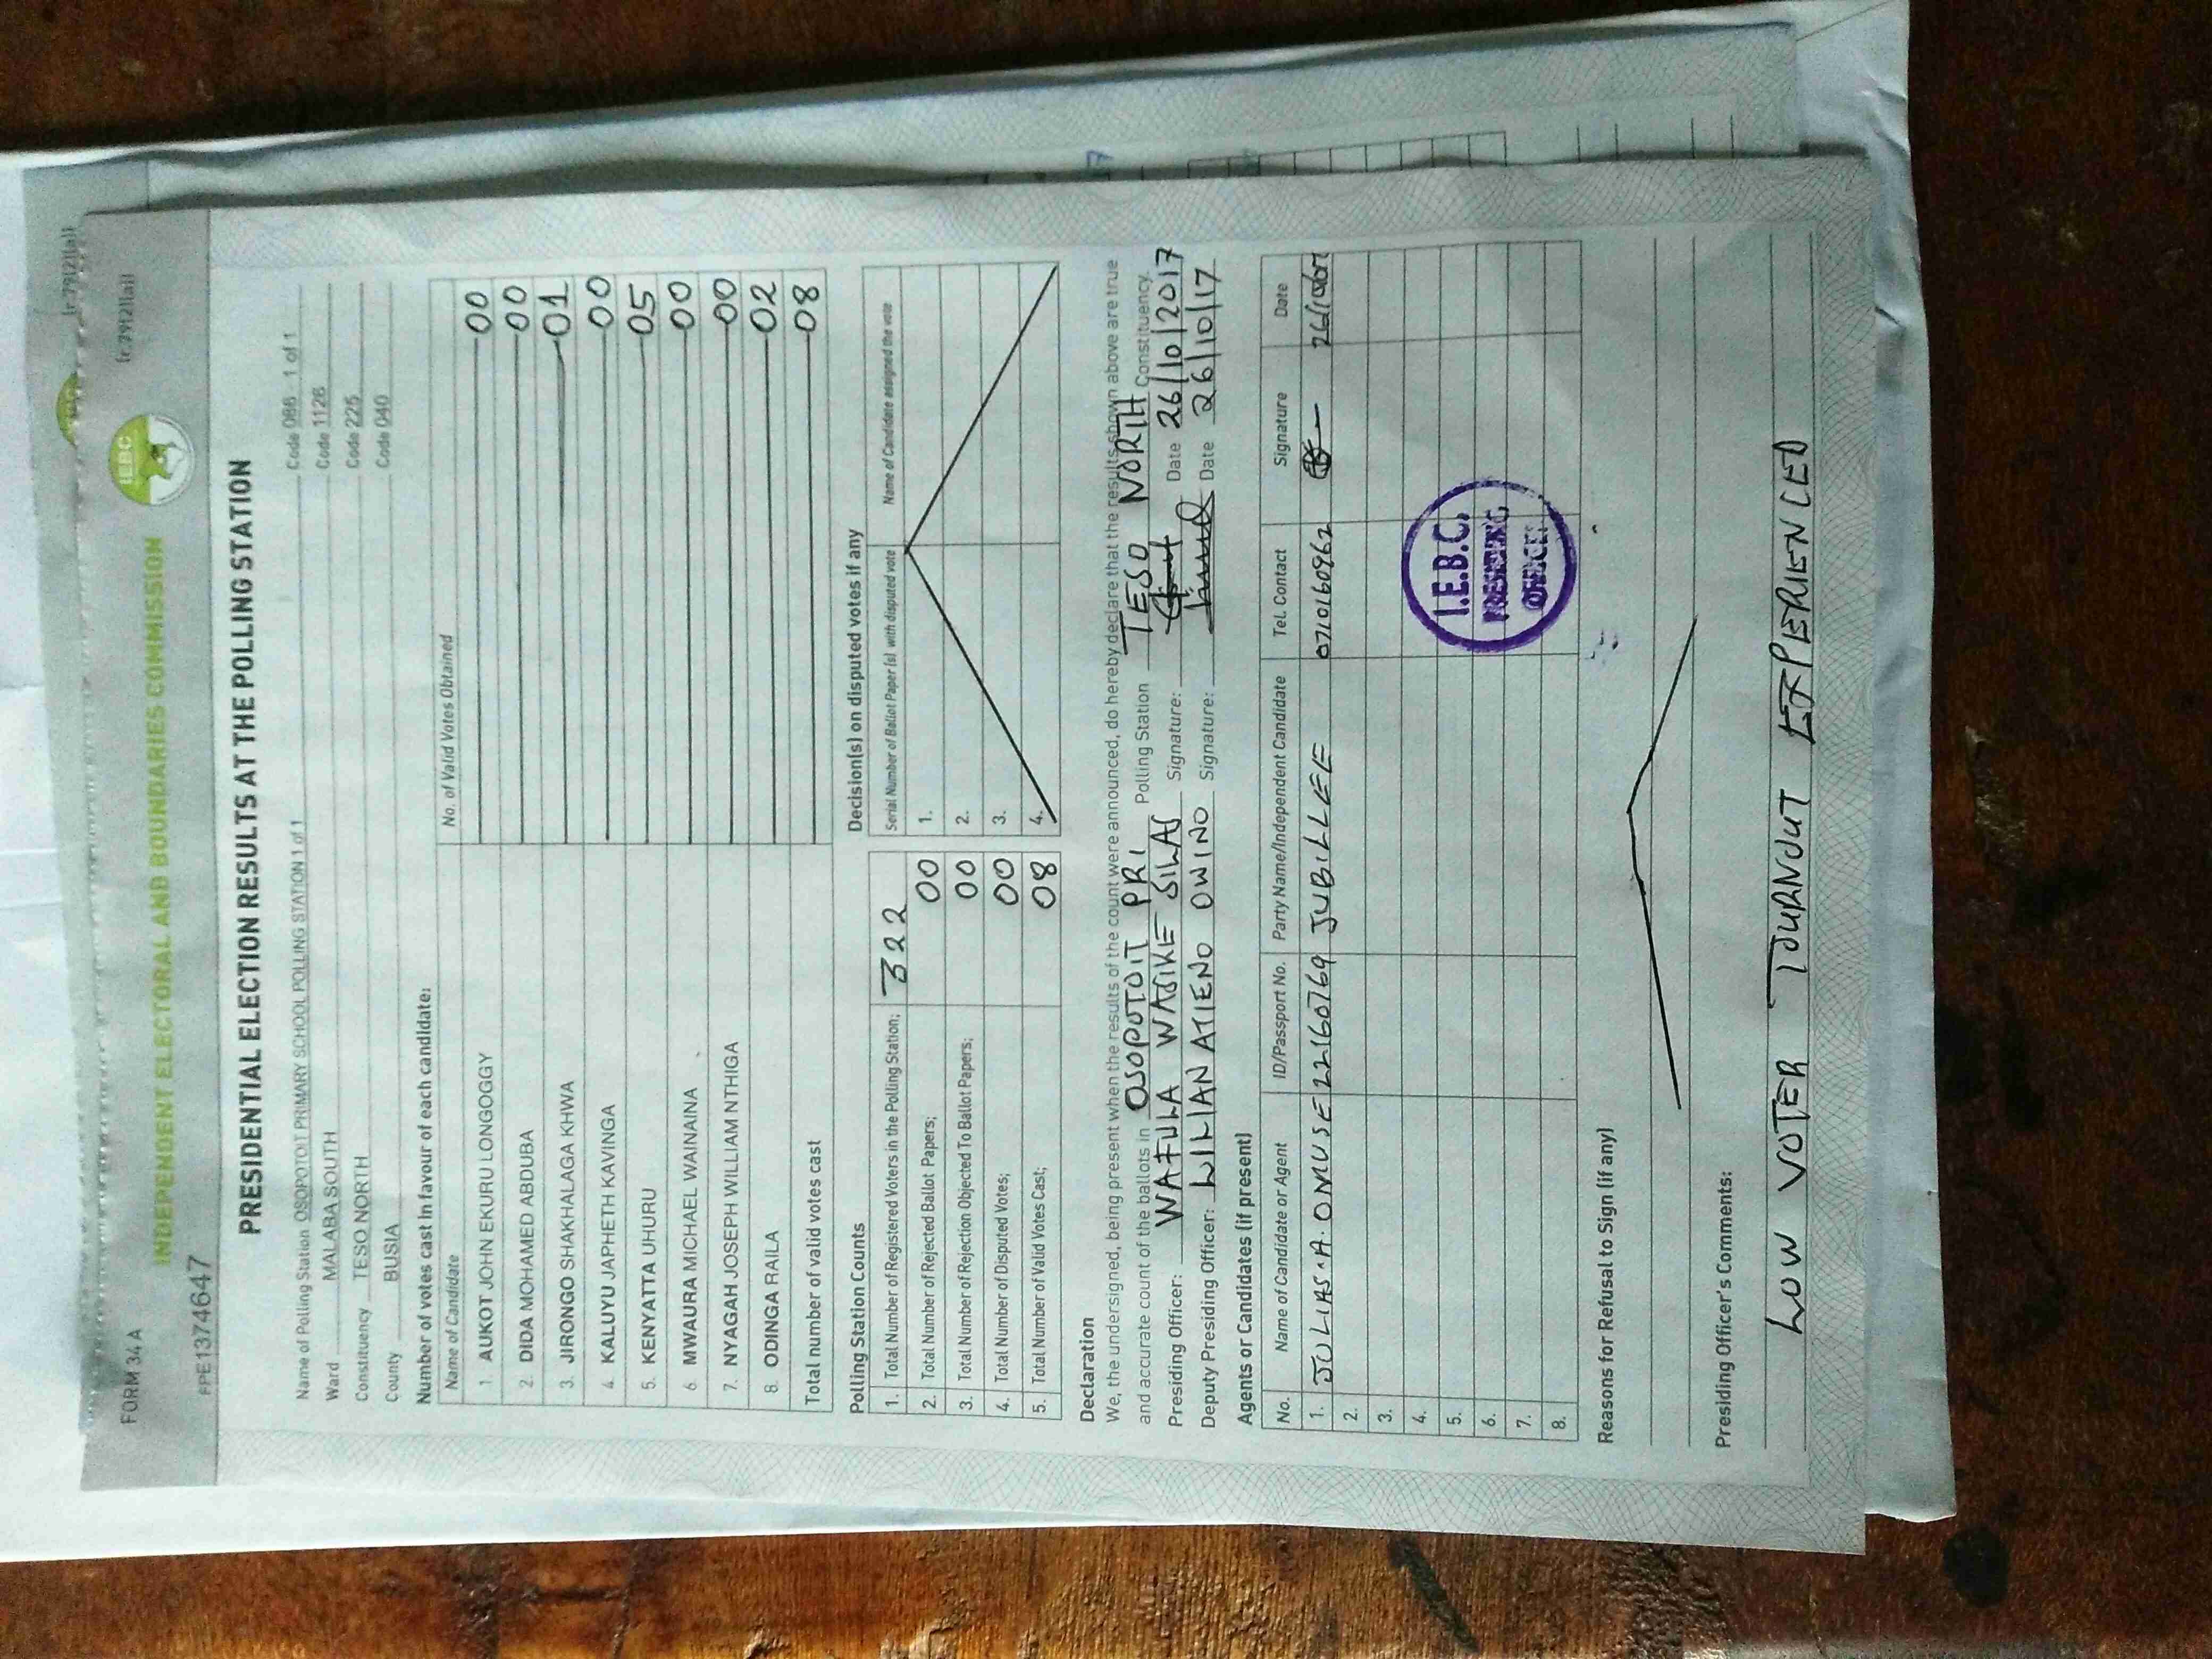 (r 79(2)(a))
FORM 34 A
(r 79(2)(a))
IEBC
INDEPENDENT ELECTORAL AND BOUNDARIES COMMISSION
PPE1374647
PRESIDENTIAL ELECTION RESULTS AT THE POLLING STATION
Name of Polling Station OSOPOTOIT PRIMARY SCHOOL POLLING STATION 1 of 1 Code 086 1 of 1
Ward MALABA SOUTH Code 1126
Constituency TESO NORTH Code 225
County BUSIA Code 040
Number of votes cast in favour of each candidate:
Name of Candidate No. of Valid Votes Obtained
1. AUKOT JOHN EKURU LONGOGGY 00
2. DIDA MOHAMED ABDUBA 00
3. JIRONGO SHAKHALAGA KHWA 01
4. KALUYU JAPHETH KAVINGA 00
5. KENYATTA UHURU 05
6. MWAURA MICHAEL WAINAINA 00
7. NYAGAH JOSEPH WILLIAM NTHIGA 00
8. ODINGA RAILA 02
Total number of valid votes cast 08
Polling Station Counts
1. Total Number of Registered Voters in the Polling Station; 322
2. Total Number of Rejected Ballot Papers; 00
3. Total Number of Rejection Objected To Ballot Papers; 00
4. Total Number of Disputed Votes; 00
5. Total Number of Valid Votes Cast; 08
Decision(s) on disputed votes if any
Serial Number of Ballot Paper (s) with disputed vote Name of Candidate assigned the vote
1.
2.
3.
4.
Declaration
We, the undersigned, being present when the results of the count were announced, do hereby declare that the results shown above are true
and accurate count of the ballots in OSOPOTOIT PRI Polling Station TESO NORTH Constituency.
Presiding Officer: WAFULA WASIKE SILAS Signature: Date 26/10/2017
Deputy Presiding Officer: LILIAN ATIENO OWINO Signature: Date 26/10/17
Agents or Candidates (if present)
No. Name of Candidate or Agent ID/Passport No. Party Name/Independent Candidate Tel. Contact Signature Date
1. JULIAS.A.OMUSE 22160769 JUBILLEE 0710160962
2.
3.
4.
5.
6.
7.
8.
I.E.B.C.
PRESIDING
OFFICER
Reasons for Refusal to Sign (if any)
Presiding Officer's Comments:
LOW VOTER TOURNOUT EXPERIENCED